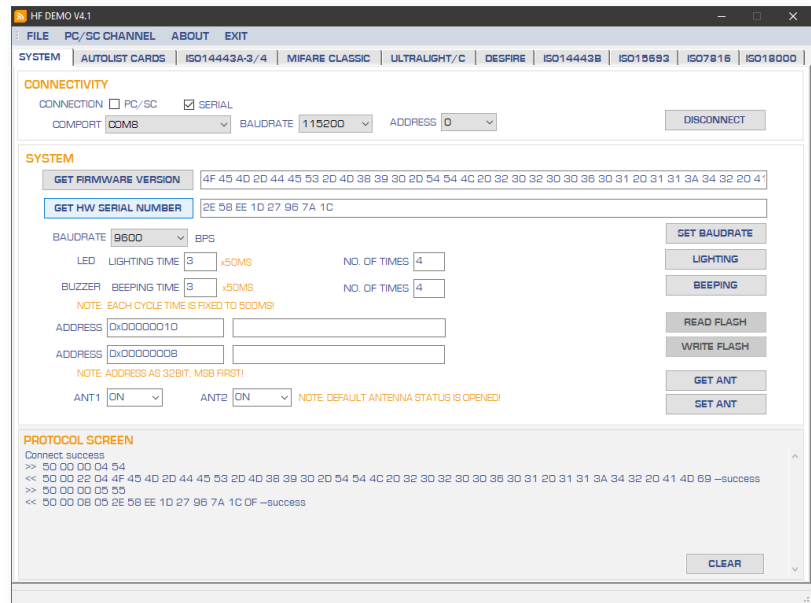 HF DEMO V4.1
FILE PC/SC CHANNEL ABOUT EXIT
SYSTEM AUTOLIST CARDS ISO14443A-3/4 MIFARE CLASSIC ULTRALIGHT/C DESFIRE ISO14443B ISO15693 ISO7816 ISO18000
CONNECTIVITY
CONNECTION PC/SC SERIAL
COMPORT COM8 BAUDRATE 115200 ADDRESS 0 DISCONNECT
SYSTEM
GET FIRMWARE VERSION 4F 45 4D 2D 44 45 53 2D 4D 38 39 30 2D 54 54 4C 20 32 30 32 30 30 36 30 31 20 31 31 3A 34 32 20 41
GET HW SERIAL NUMBER 2E 58 EE 1D 27 96 7A 1C
BAUDRATE 9600 BPS SET BAUDRATE
LED LIGHTING TIME 3 x50MS NO. OF TIMES 4 LIGHTING
BUZZER BEEPING TIME 3 x50MS NO. OF TIMES 4 BEEPING
NOTE: EACH CYCLE TIME IS FIXED TO 500MS!
ADDRESS 0x00000010 READ FLASH
ADDRESS 0x00000008 WRITE FLASH
NOTE: ADDRESS AS 32BIT, MSB FIRST!
GET ANT
ANT1 ON ANT2 ON NOTE: DEFAULT ANTENNA STATUS IS OPENED!
SET ANT
PROTOCOL SCREEN
Connect success
>> 50 00 00 04 54
<< 50 00 22 04 4F 45 4D 2D 44 45 53 2D 4D 38 39 30 2D 54 54 4C 20 32 30 32 30 30 36 30 31 20 31 31 3A 34 32 20 41 4D 69 --success
>> 50 00 00 05 55
<< 50 00 08 05 2E 58 EE 1D 27 96 7A 1C 0F --success
CLEAR